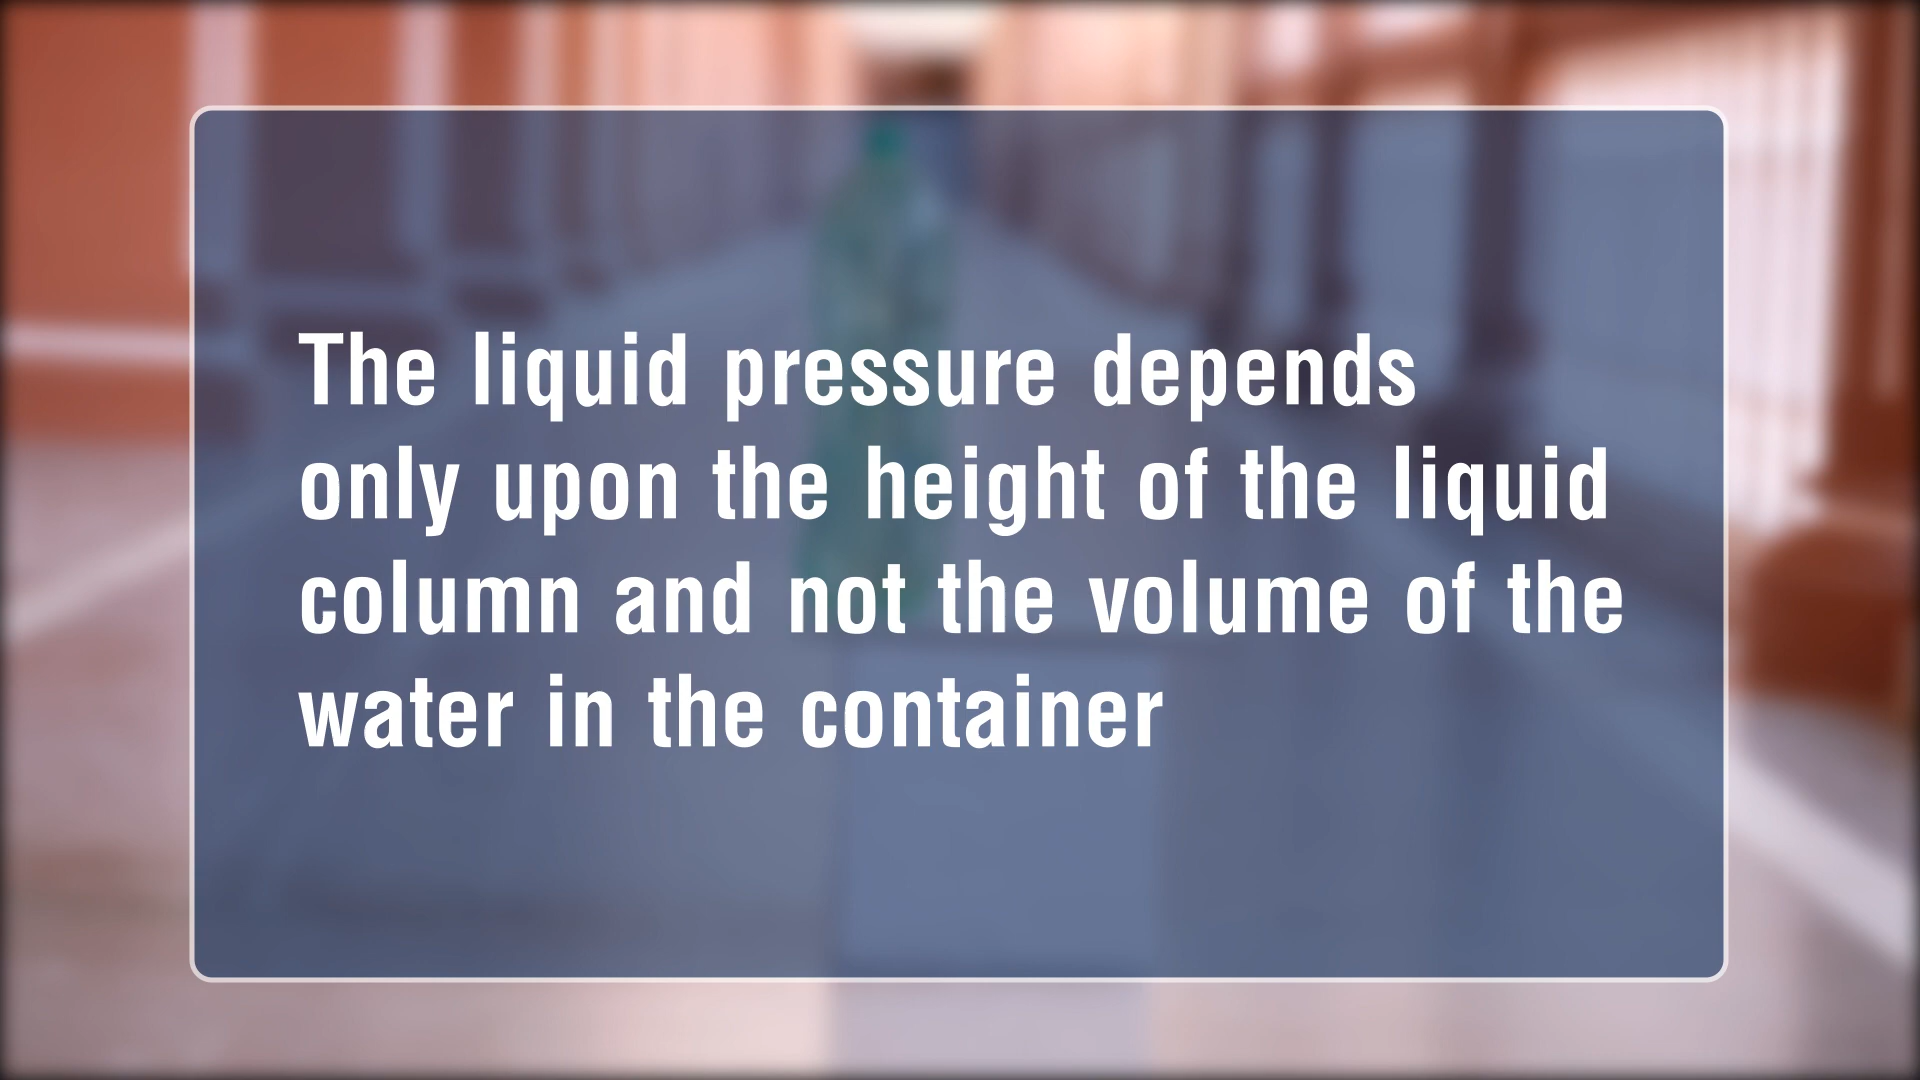 The liquid pressure depends
only upon the height of the liquid
column and not the volume of the
water in the container